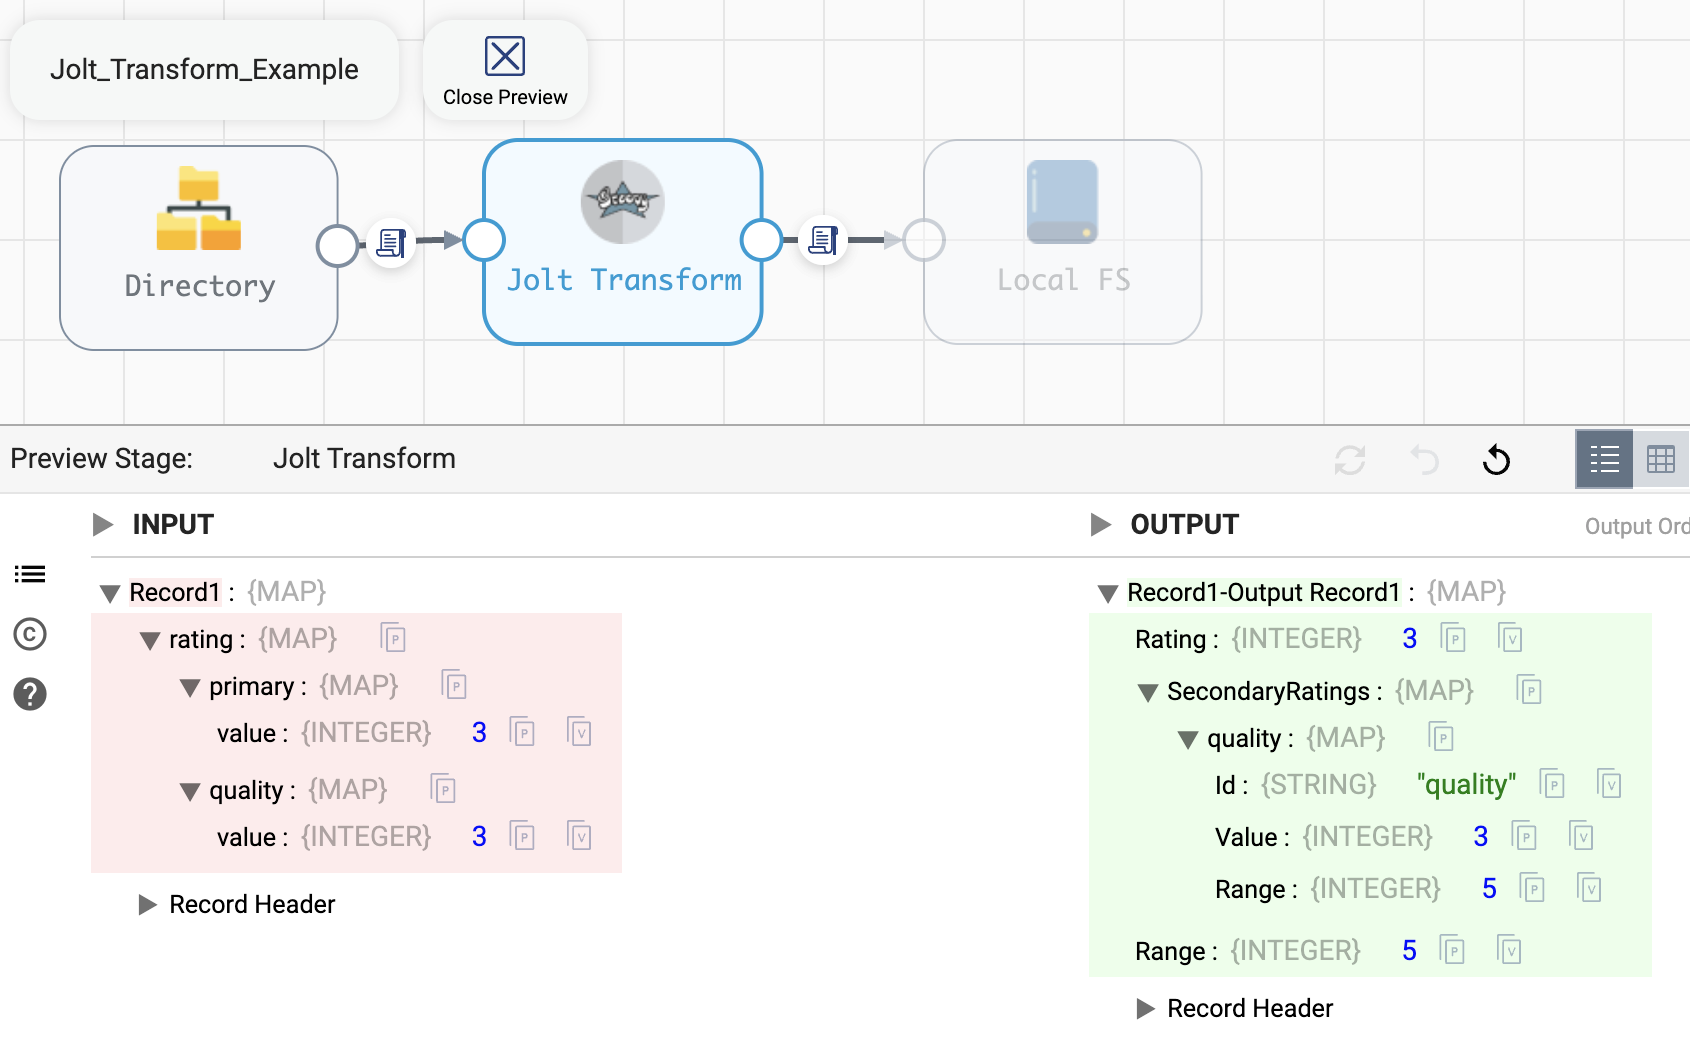 Jolt_Transform_Example
Close Preview
Groovy
Directory
Jolt Transform
Local FS
Preview Stage: Jolt Transform
INPUT
OUTPUT
Output Ord
Record1 : {MAP}
rating : {MAP} P
primary : {MAP} P
value : {INTEGER} 3 P V
quality : {MAP} P
value : {INTEGER} 3 P V
Record Header
Record1-Output Record1 : {MAP}
Rating : {INTEGER} 3 P V
SecondaryRatings : {MAP} P
quality : {MAP} P
Id : {STRING} "quality" P V
Value : {INTEGER} 3 P V
Range : {INTEGER} 5 P V
Range : {INTEGER} 5 P V
Record Header